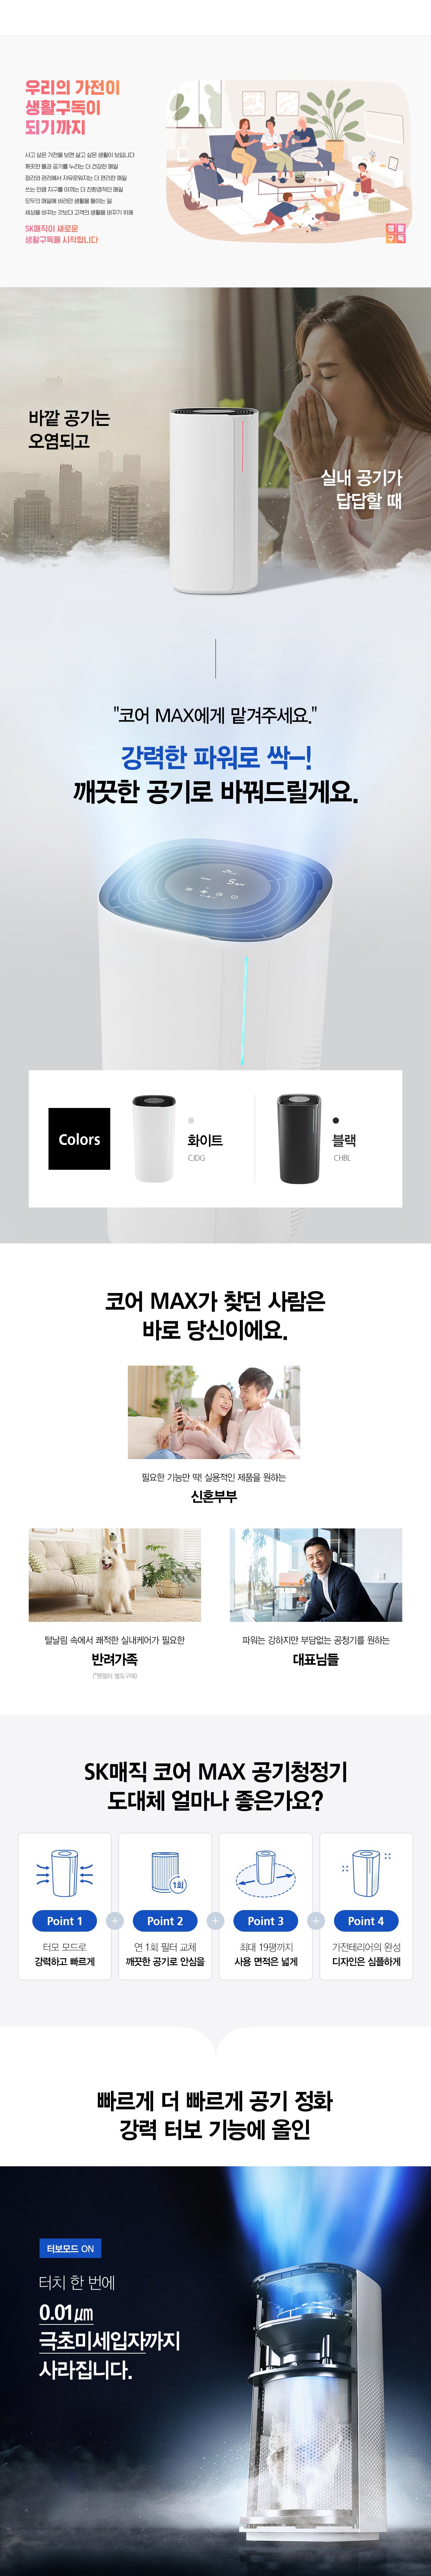 우리의 가전이
생활구독이
되기까지
사고 싶은 가전을 보면 살고 싶은 생활이 보입니다
깨끗한 물과 공기를 누리는 더 건강한 매일
정리와 관리에서 자유로워지는 더 편리한 매일
쓰는 만큼 지구를 아끼는 더 친환경적인 매일
모두의 매일에 바라던 생활을 들이는 일
세상을 바꾸는 것보다 고객의 생활을 바꾸기 위해
SK매직이 새로운
생활구독을 시작합니다
생활
구독
바깥 공기는
오염되고
실내 공기가
답답할 때
"코어 MAX에게 맡겨주세요."
강력한 파워로 싹-!
깨끗한 공기로 바꿔드릴게요.
Colors
화이트
CJDG
블랙
CHBL
코어 MAX가 찾던 사람은
바로 당신이에요.
필요한 기능만 딱! 실용적인 제품을 원하는
신혼부부
털날림 속에서 쾌적한 실내케어가 필요한
반려가족
(*펫필터 별도구매)
파워는 강하지만 부담없는 공청기를 원하는
대표님들
SK매직 코어 MAX 공기청정기
도대체 얼마나 좋은가요?
1회
Point 1
Point 2
Point 3
Point 4
터모 모드로
강력하고 빠르게
연 1회 필터 교체
깨끗한 공기로 안심을
최대 19평까지
사용 면적은 넓게
가전테리어의 완성
디자인은 심플하게
빠르게 더 빠르게 공기 정화
강력 터보 기능에 올인
터보모드 ON
터치 한 번에
0.01㎛
극초미세입자까지
사라집니다.